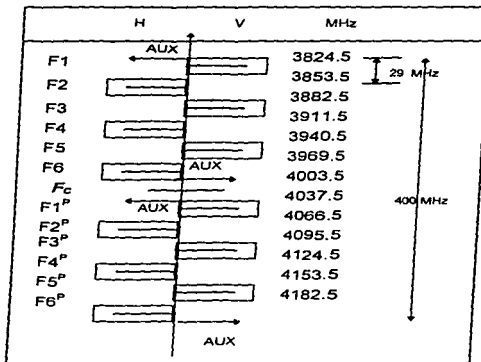 H V MHz
AUX
F1 3824.5
3853.5 29 MHz
F2 3882.5
F3 3911.5
F4 3940.5
F5 3969.5
F6 AUX 4003.5
Fc 4037.5
F1P AUX 400 MHz
4066.5
F2P 4095.5
F3P 4124.5
F4P 4153.5
F5P 4182.5
F6P
AUX